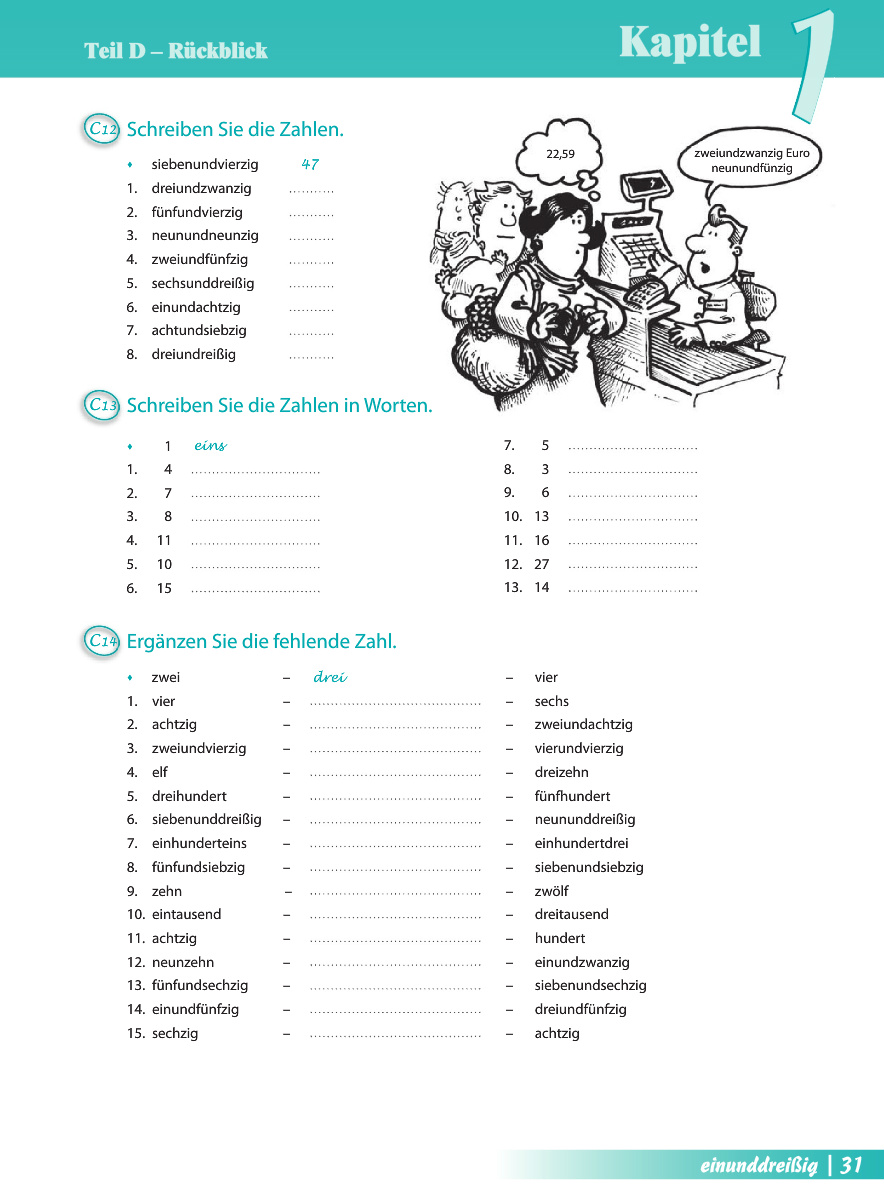 Teil D – Rückblick
Kapitel 1
C12 Schreiben Sie die Zahlen.
♦ siebenundvierzig 47
1. dreiundzwanzig ...........
2. fünfundvierzig ...........
3. neunundneunzig ...........
4. zweiundfünfzig ...........
5. sechsunddreißig ...........
6. einundachtzig ...........
7. achtundsiebzig ...........
8. dreiundreißig ...........
22,59
zweiundzwanzig Euro
neunundfünzig
C13 Schreiben Sie die Zahlen in Worten.
♦ 1 eins
1. 4 ...............................
2. 7 ...............................
3. 8 ...............................
4. 11 ...............................
5. 10 ...............................
6. 15 ...............................
7. 5 ...............................
8. 3 ...............................
9. 6 ...............................
10. 13 ...............................
11. 16 ...............................
12. 27 ...............................
13. 14 ...............................
C14 Ergänzen Sie die fehlende Zahl.
♦ zwei – drei – vier
1. vier – ......................................... – sechs
2. achtzig – ......................................... – zweiundachtzig
3. zweiundvierzig – ......................................... – vierundvierzig
4. elf – ......................................... – dreizehn
5. dreihundert – ......................................... – fünfhundert
6. siebenunddreißig – ......................................... – neununddreißig
7. einhunderteins – ......................................... – einhundertdrei
8. fünfundsiebzig – ......................................... – siebenundsiebzig
9. zehn – ......................................... – zwölf
10. eintausend – ......................................... – dreitausend
11. achtzig – ......................................... – hundert
12. neunzehn – ......................................... – einundzwanzig
13. fünfundsechzig – ......................................... – siebenundsechzig
14. einundfünfzig – ......................................... – dreiundfünfzig
15. sechzig – ......................................... – achtzig
einunddreißig | 31